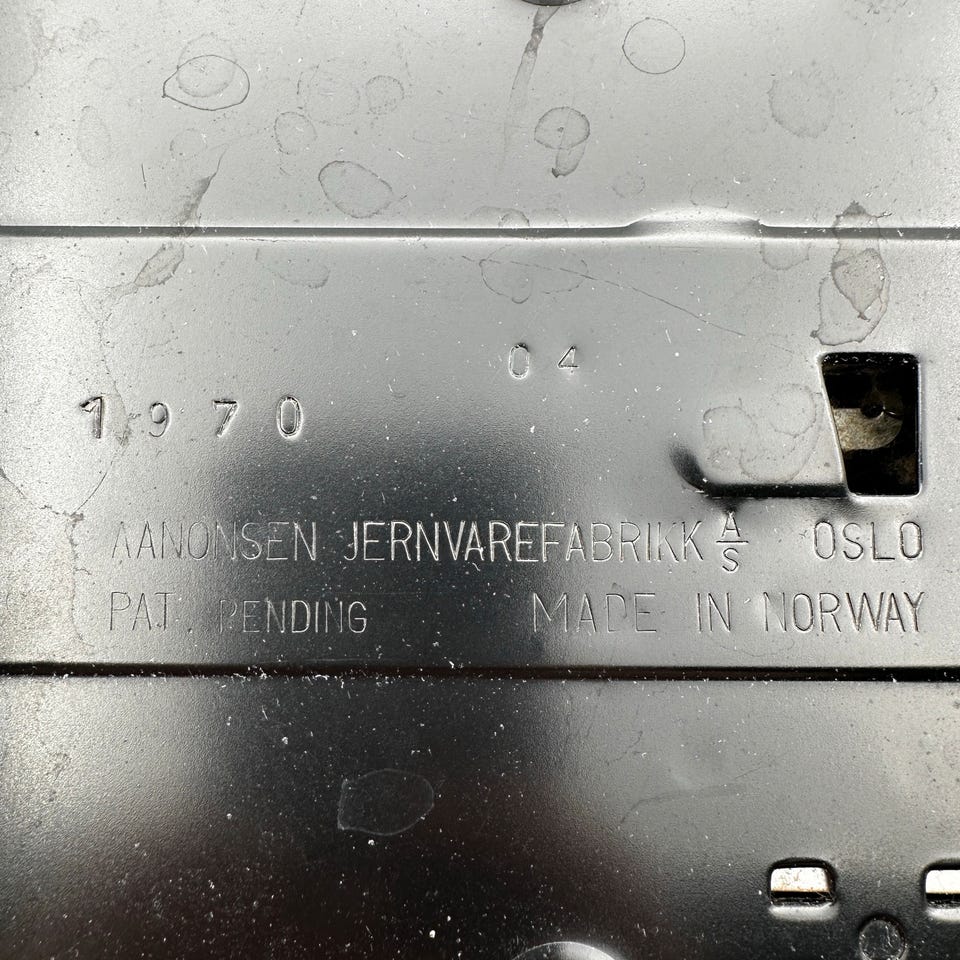 04
1970
AANONSEN JERNVAREFABRIKK A/S OSLO
PAT. PENDING MADE IN NORWAY